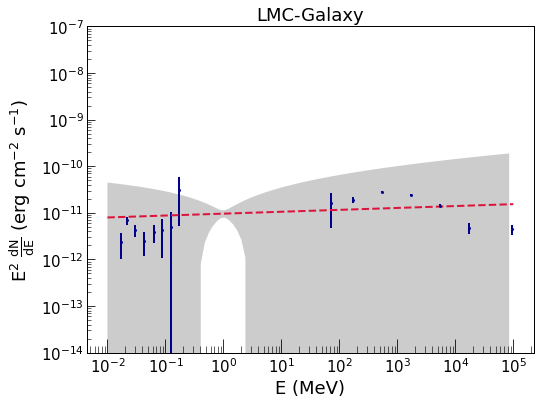 LMC-Galaxy
E² dN/dE (erg cm⁻² s⁻¹)
10⁻⁷
10⁻⁸
10⁻⁹
10⁻¹⁰
10⁻¹¹
10⁻¹²
10⁻¹³
10⁻¹⁴
10⁻² 10⁻¹ 10⁰ 10¹ 10² 10³ 10⁴ 10⁵
E (MeV)